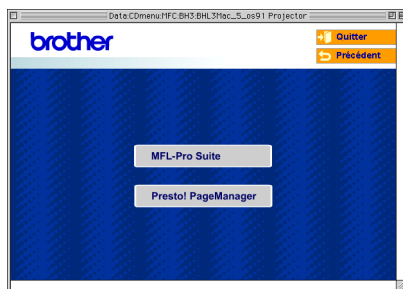 Data:CDmenu:MFC:BH3:BHL3Mac_5_os91 Projector
brother
Quitter
Précédent
MFL-Pro Suite
Presto! PageManager